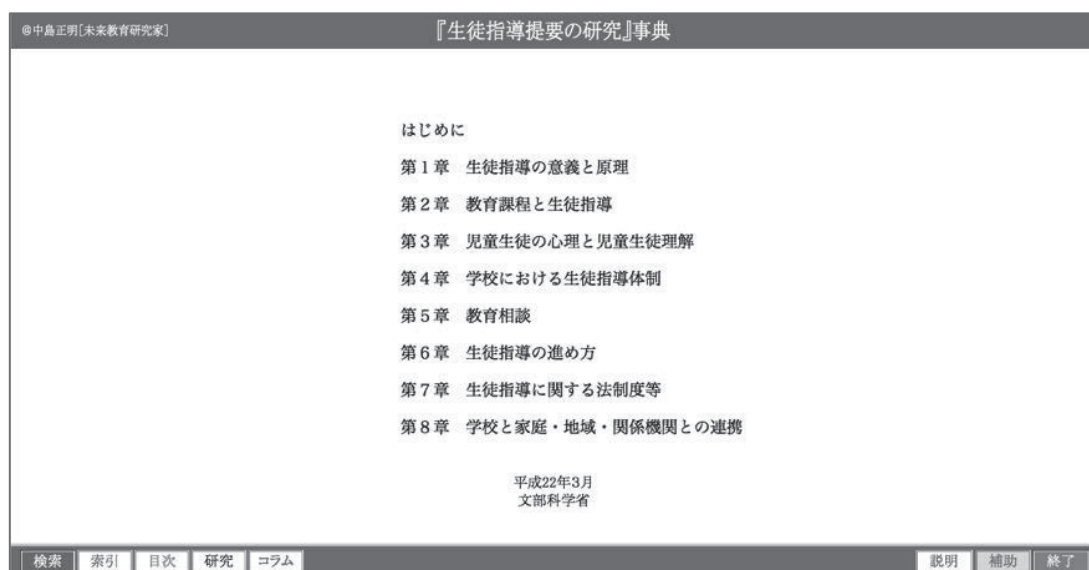 ©中島正明[未来教育研究家]
『生徒指導提要の研究』事典
はじめに
第1章 生徒指導の意義と原理
第2章 教育課程と生徒指導
第3章 児童生徒の心理と児童生徒理解
第4章 学校における生徒指導体制
第5章 教育相談
第6章 生徒指導の進め方
第7章 生徒指導に関する法制度等
第8章 学校と家庭・地域・関係機関との連携
平成22年3月
文部科学省
検索 索引 目次 研究 コラム 説明 補助 終了